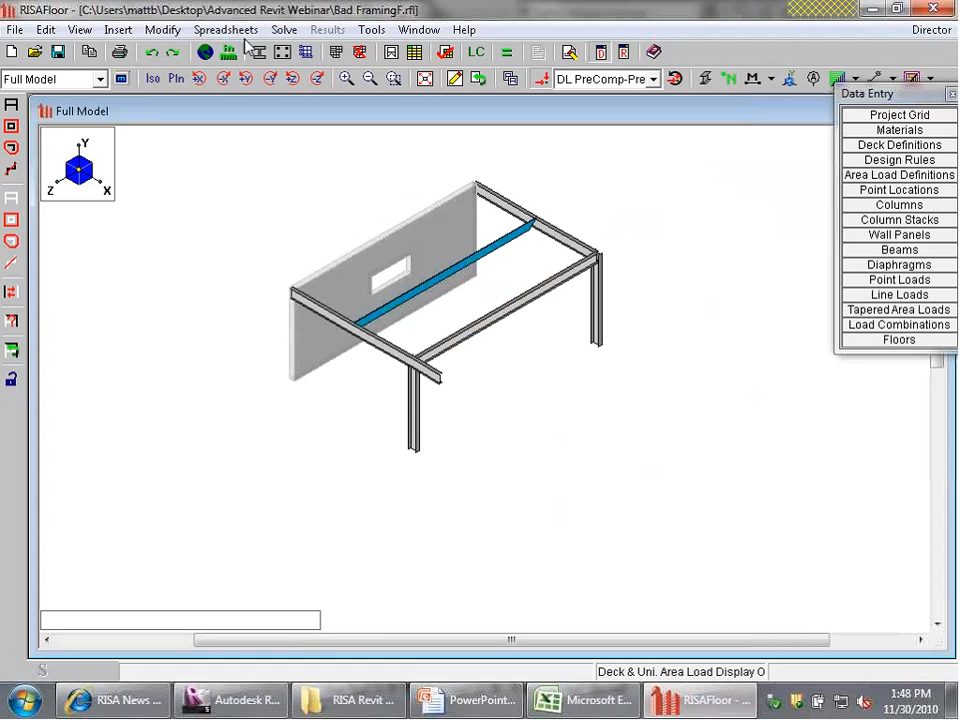 RISAFloor - [C:\Users\mattb\Desktop\Advanced Revit Webinar\Bad FramingF.rfl]
File Edit View Insert Modify Spreadsheets Solve Results Tools Window Help Director
LC =
Full Model Iso Pln DL PreComp-Pre
Data Entry
Full Model
Project Grid
Materials
Deck Definitions
Design Rules
Area Load Definitions
Point Locations
Columns
Column Stacks
Wall Panels
Beams
Diaphragms
Point Loads
Line Loads
Tapered Area Loads
Load Combinations
Floors
Y
Z X
S Deck & Uni. Area Load Display O
RISA News ... Autodesk R... RISA Revit ... PowerPoint... Microsoft E... RISAFloor - ... 1:48 PM
11/30/2010